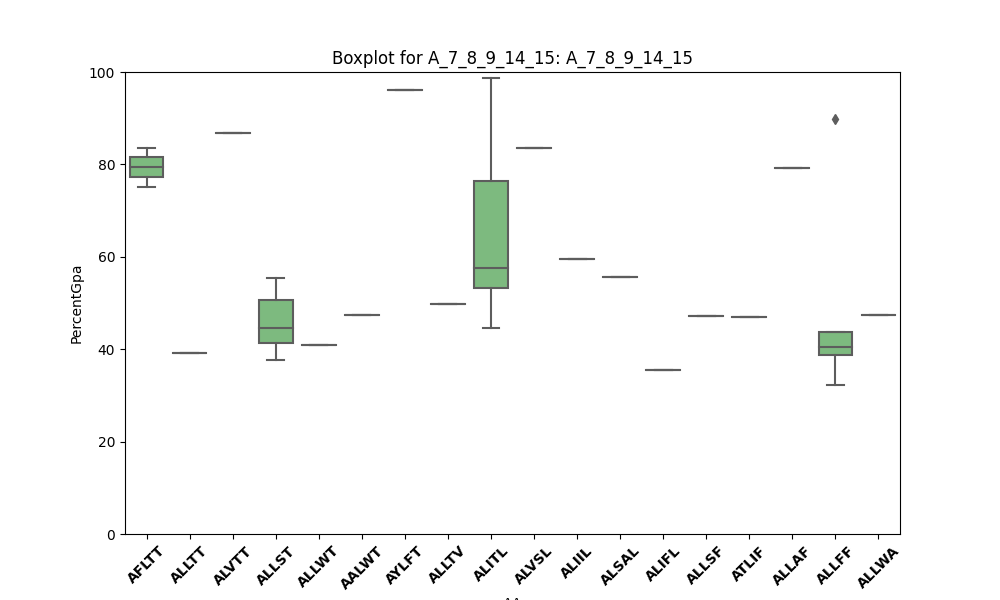 Boxplot for A_7_8_9_14_15: A_7_8_9_14_15
PercentGpa
100
80
60
40
20
0
AFLTT
ALLTT
ALVTT
ALLST
ALLWT
AALWT
AYLFT
ALLTV
ALITL
ALVSL
ALIIL
ALSAL
ALIFL
ALLSF
ATLIF
ALLAF
ALLFF
ALLWA